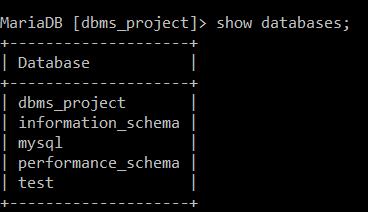 MariaDB [dbms_project]> show databases;
+--------------------+
| Database           |
+--------------------+
| dbms_project       |
| information_schema |
| mysql              |
| performance_schema |
| test               |
+--------------------+